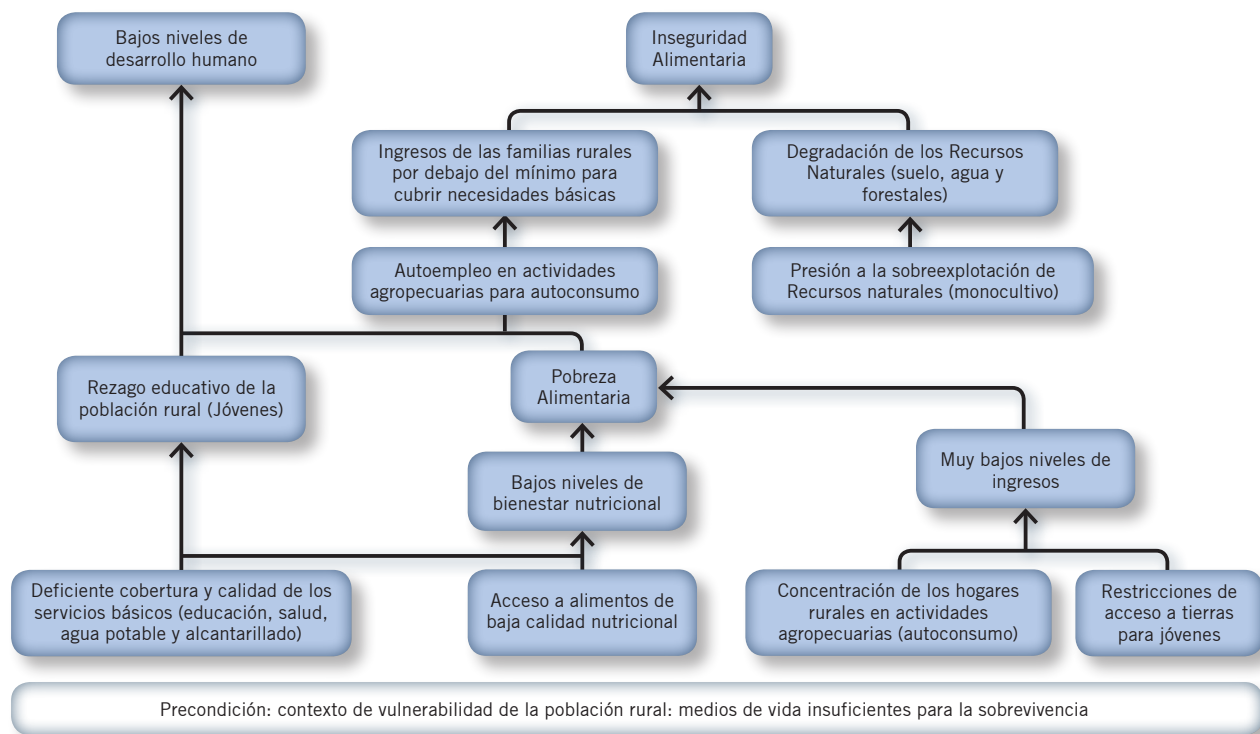 Bajos niveles de
desarrollo humano
Inseguridad
Alimentaria
Ingresos de las familias rurales
por debajo del mínimo para
cubrir necesidades básicas
Degradación de los Recursos
Naturales (suelo, agua y
forestales)
Autoempleo en actividades
agropecuarias para autoconsumo
Presión a la sobreexplotación de
Recursos naturales (monocultivo)
Rezago educativo de la
población rural (Jóvenes)
Pobreza
Alimentaria
Muy bajos niveles de
ingresos
Bajos niveles de
bienestar nutricional
Deficiente cobertura y calidad de los
servicios básicos (educación, salud,
agua potable y alcantarillado)
Acceso a alimentos de
baja calidad nutricional
Concentración de los hogares
rurales en actividades
agropecuarias (autoconsumo)
Restricciones de
acceso a tierras
para jóvenes
Precondición: contexto de vulnerabilidad de la población rural: medios de vida insuficientes para la sobrevivencia